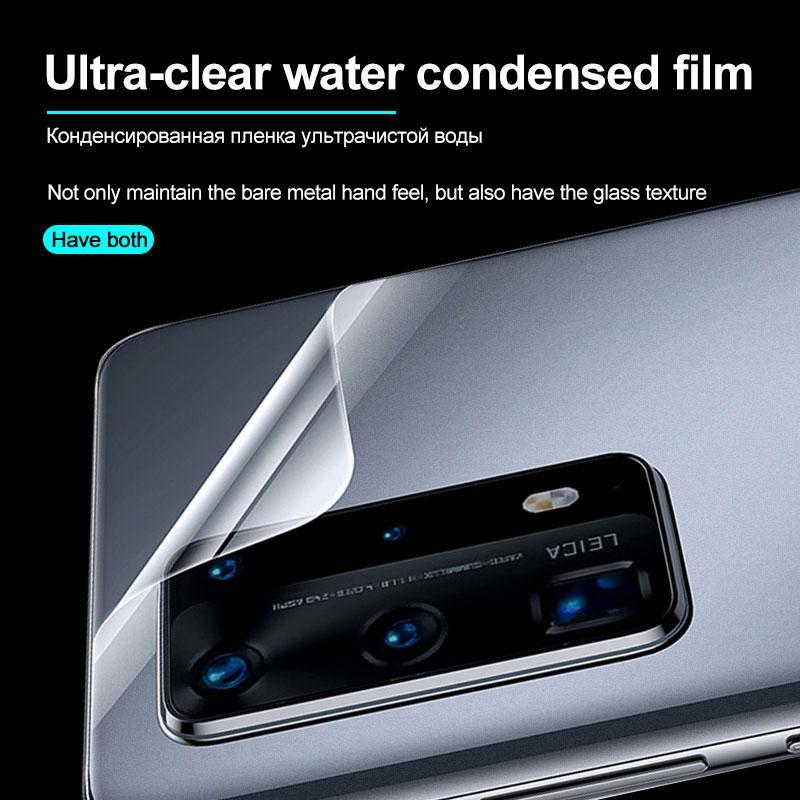 Ultra-clear water condensed film
Конденсированная пленка ультрачистой воды
Not only maintain the bare metal hand feel, but also have the glass texture
Have both
LEICA